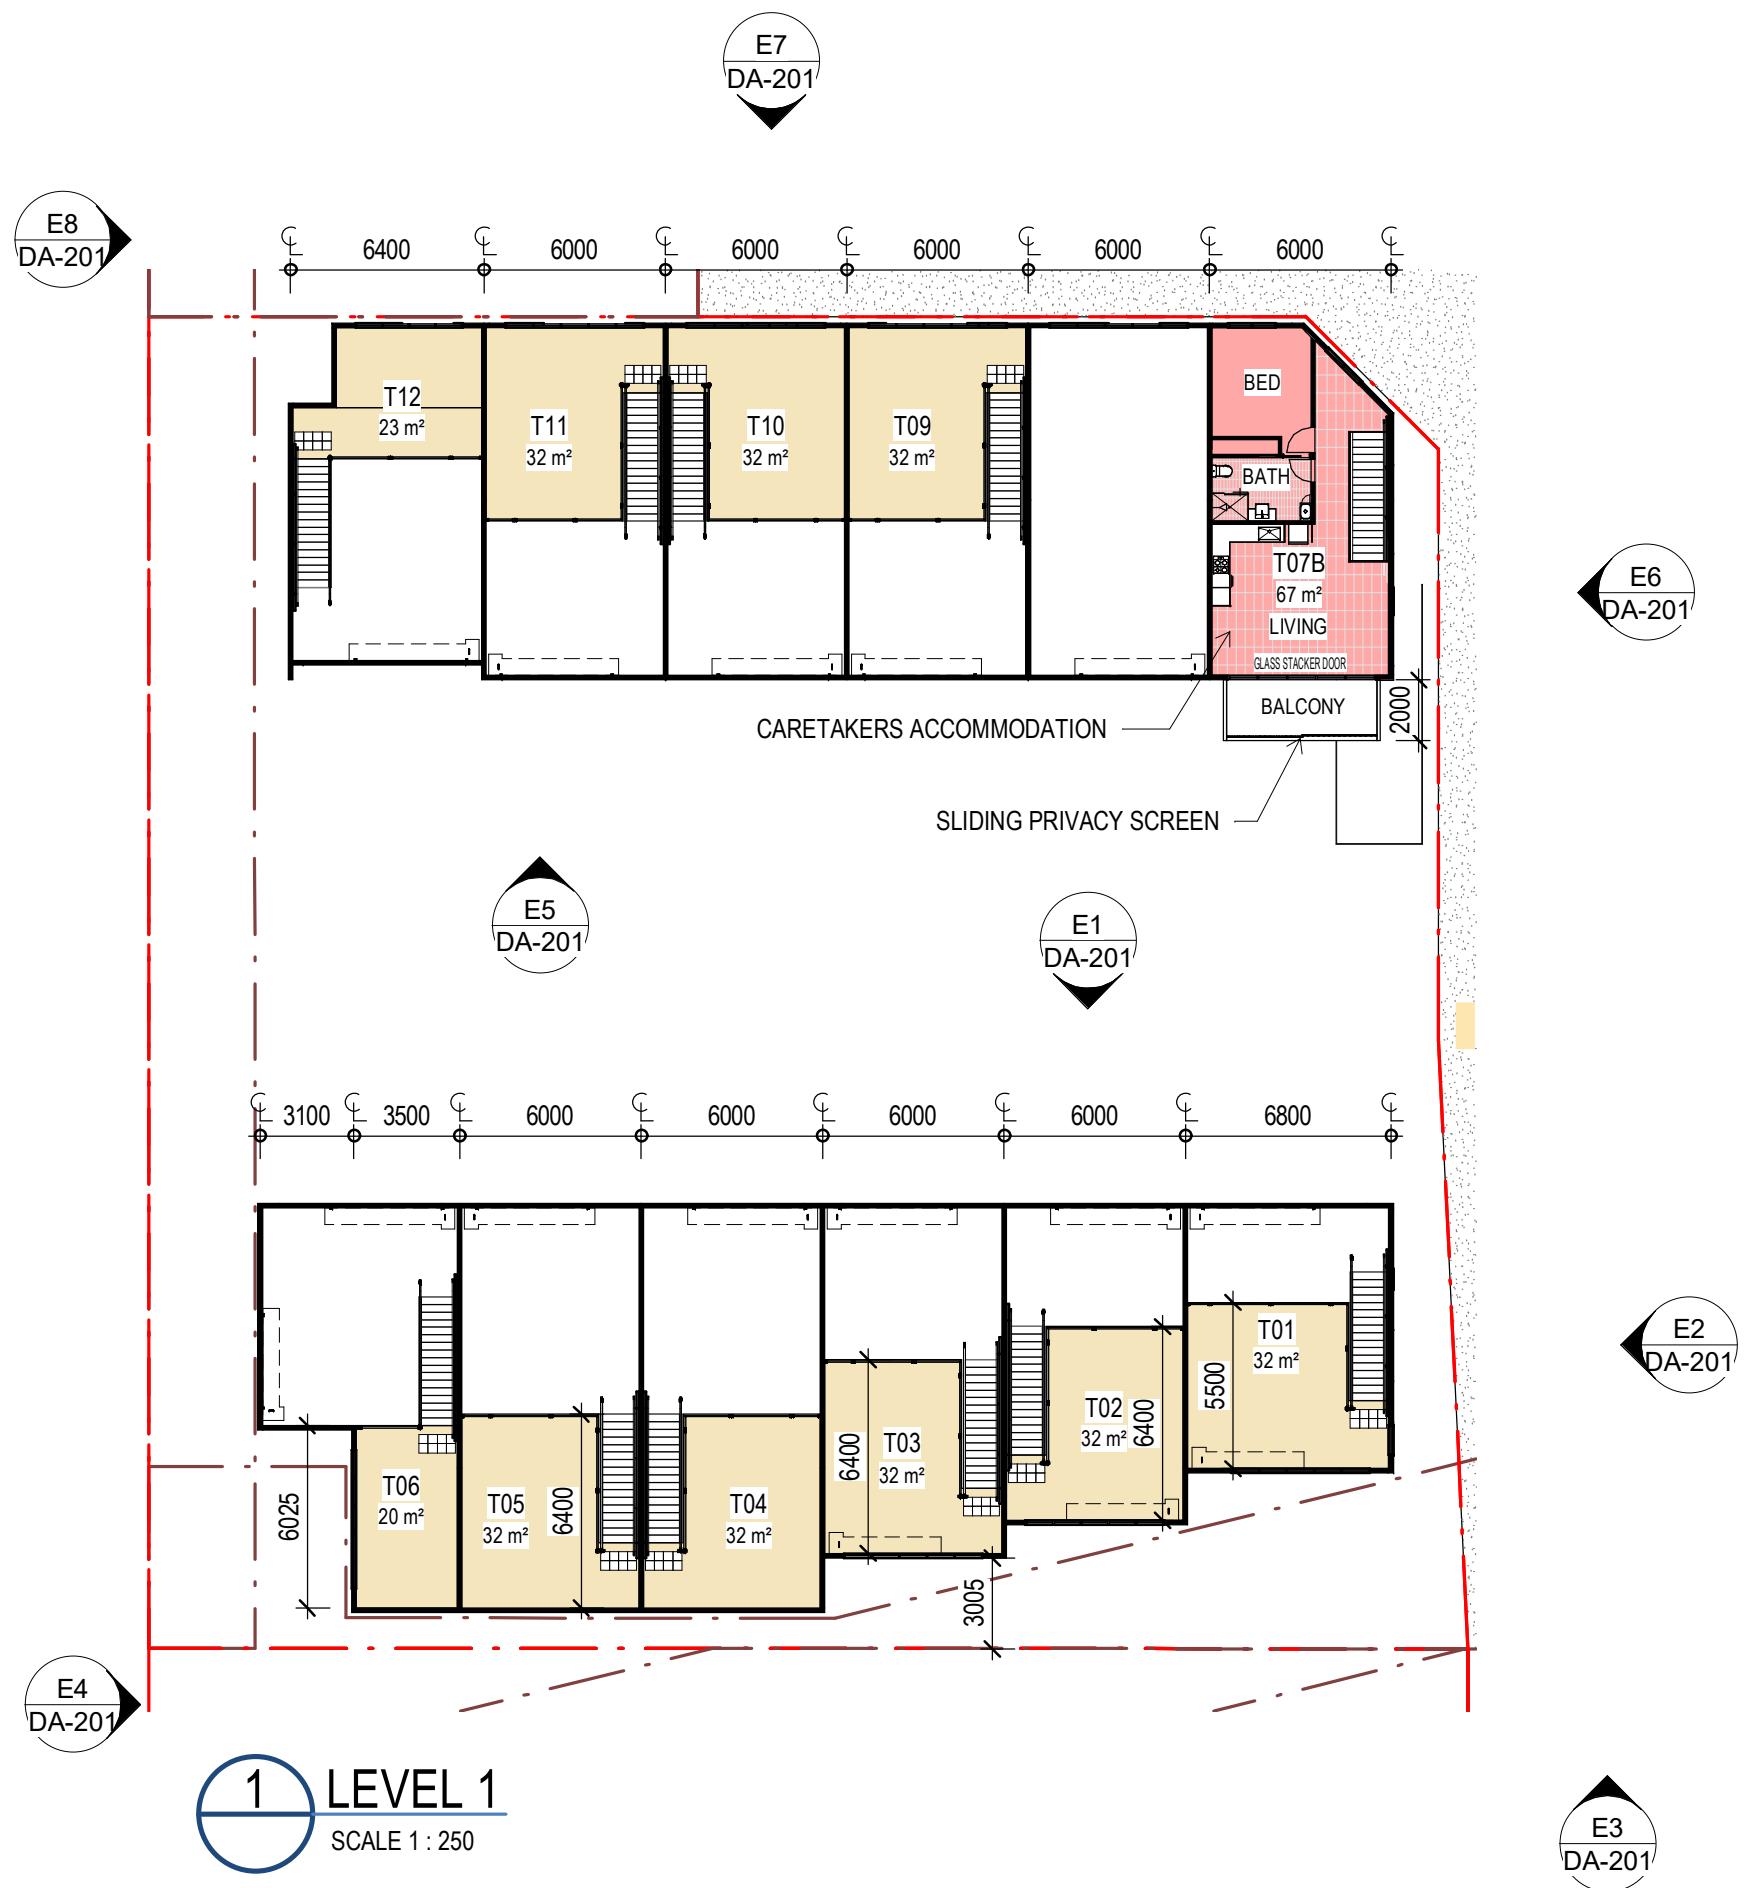 E7
DA-201
E8
DA-201
6400
6000
6000
6000
6000
6000
T12
23 m²
T11
32 m²
T10
32 m²
T09
32 m²
BED
BATH
T07B
67 m²
LIVING
GLASS STACKER DOOR
BALCONY
2000
CARETAKERS ACCOMMODATION
SLIDING PRIVACY SCREEN
E6
DA-201
E5
DA-201
E1
DA-201
3100
3500
6000
6000
6000
6000
6800
T01
32 m²
5500
T02
32 m²
6400
T03
32 m²
6400
T04
32 m²
T05
32 m²
6400
T06
20 m²
6025
3005
E2
DA-201
E4
DA-201
1
LEVEL 1
SCALE 1 : 250
E3
DA-201